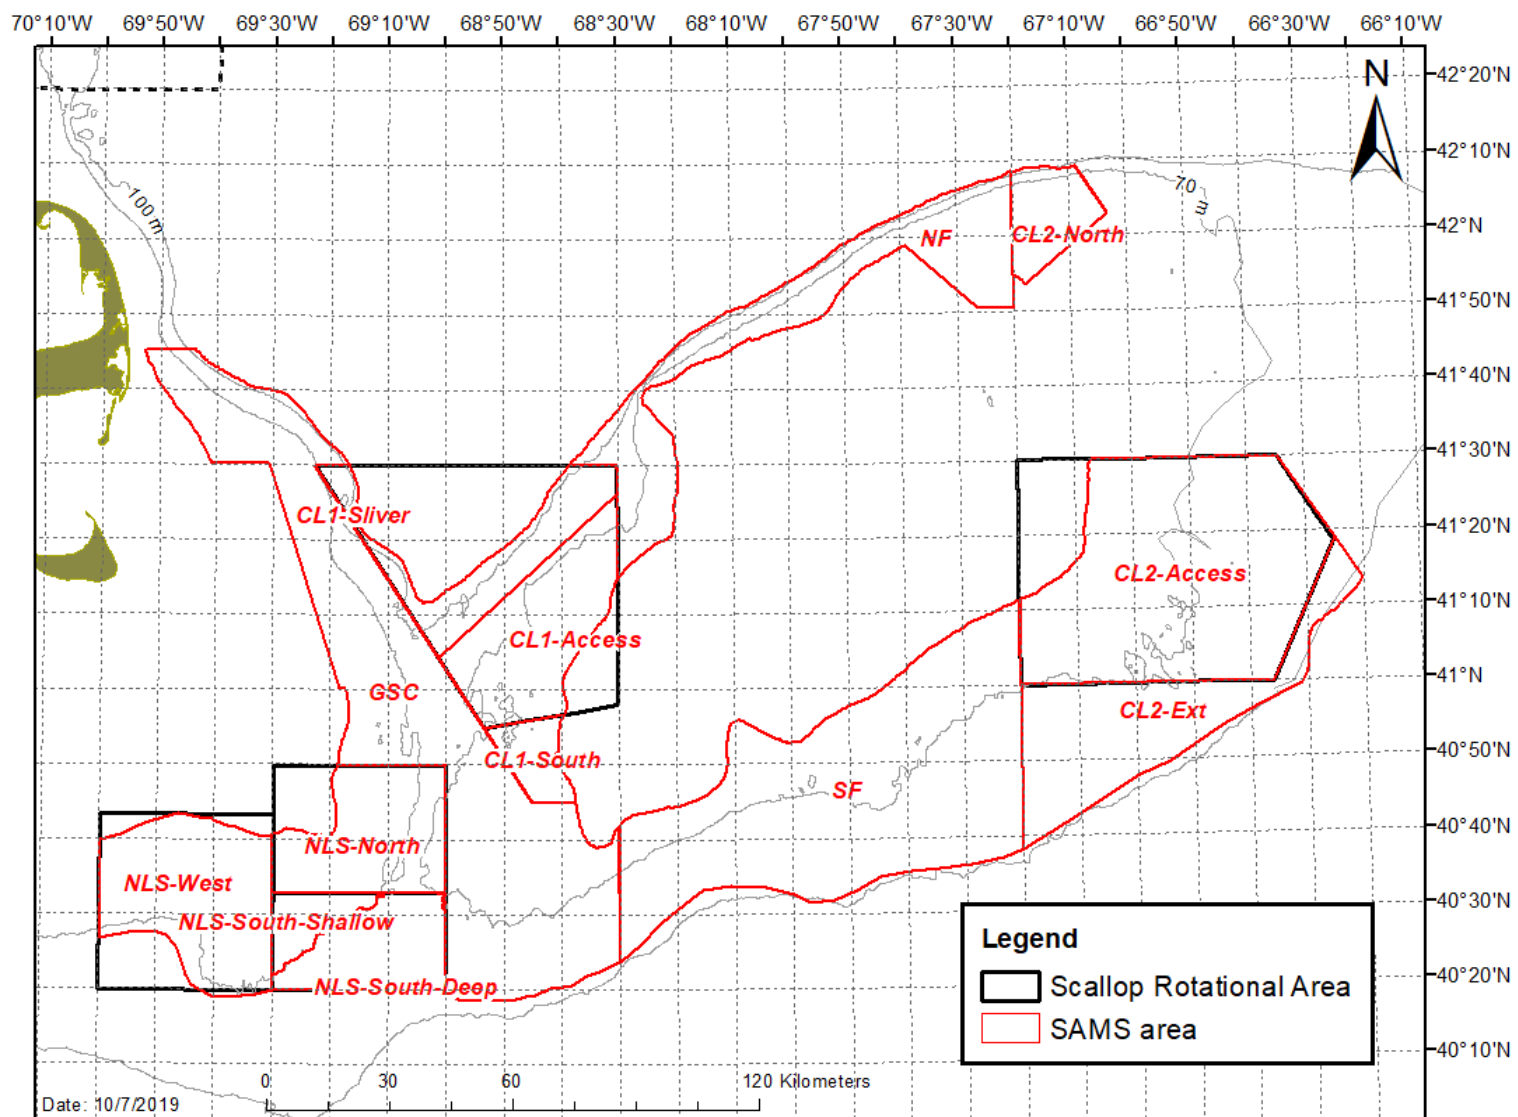 70°10'W 69°50'W 69°30'W 69°10'W 68°50'W 68°30'W 68°10'W 67°50'W 67°30'W 67°10'W 66°50'W 66°30'W 66°10'W
42°20'N
N
42°10'N
100 m
70 m
42°N
NF
CL2-North
41°50'N
41°40'N
41°30'N
CL1-Sliver
41°20'N
CL2-Access
41°10'N
CL1-Access
41°N
GSC
CL2-Ext
40°50'N
CL1-South
SF
40°40'N
NLS-North
NLS-West
40°30'N
NLS-South-Shallow
Legend
40°20'N
NLS-South-Deep
Scallop Rotational Area
SAMS area
40°10'N
0 30 60 120 Kilometers
Date: 10/7/2019